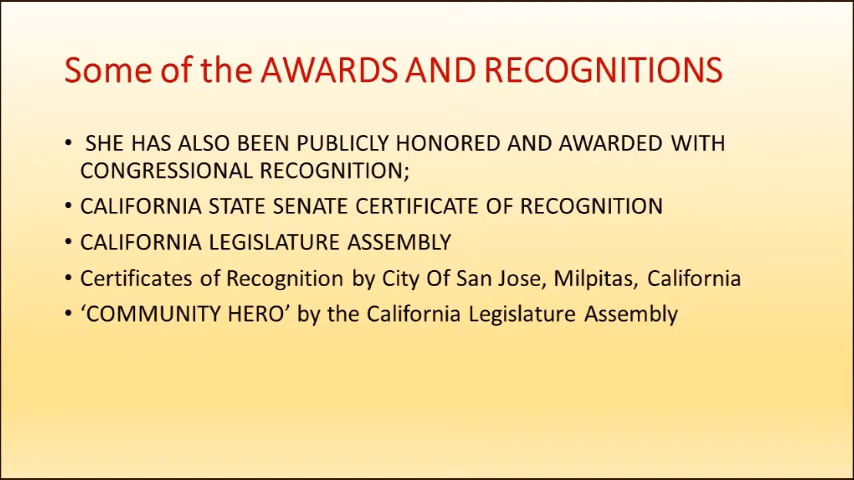 Some of the AWARDS AND RECOGNITIONS
• SHE HAS ALSO BEEN PUBLICLY HONORED AND AWARDED WITH
CONGRESSIONAL RECOGNITION;
• CALIFORNIA STATE SENATE CERTIFICATE OF RECOGNITION
• CALIFORNIA LEGISLATURE ASSEMBLY
• Certificates of Recognition by City Of San Jose, Milpitas, California
• ‘COMMUNITY HERO’ by the California Legislature Assembly